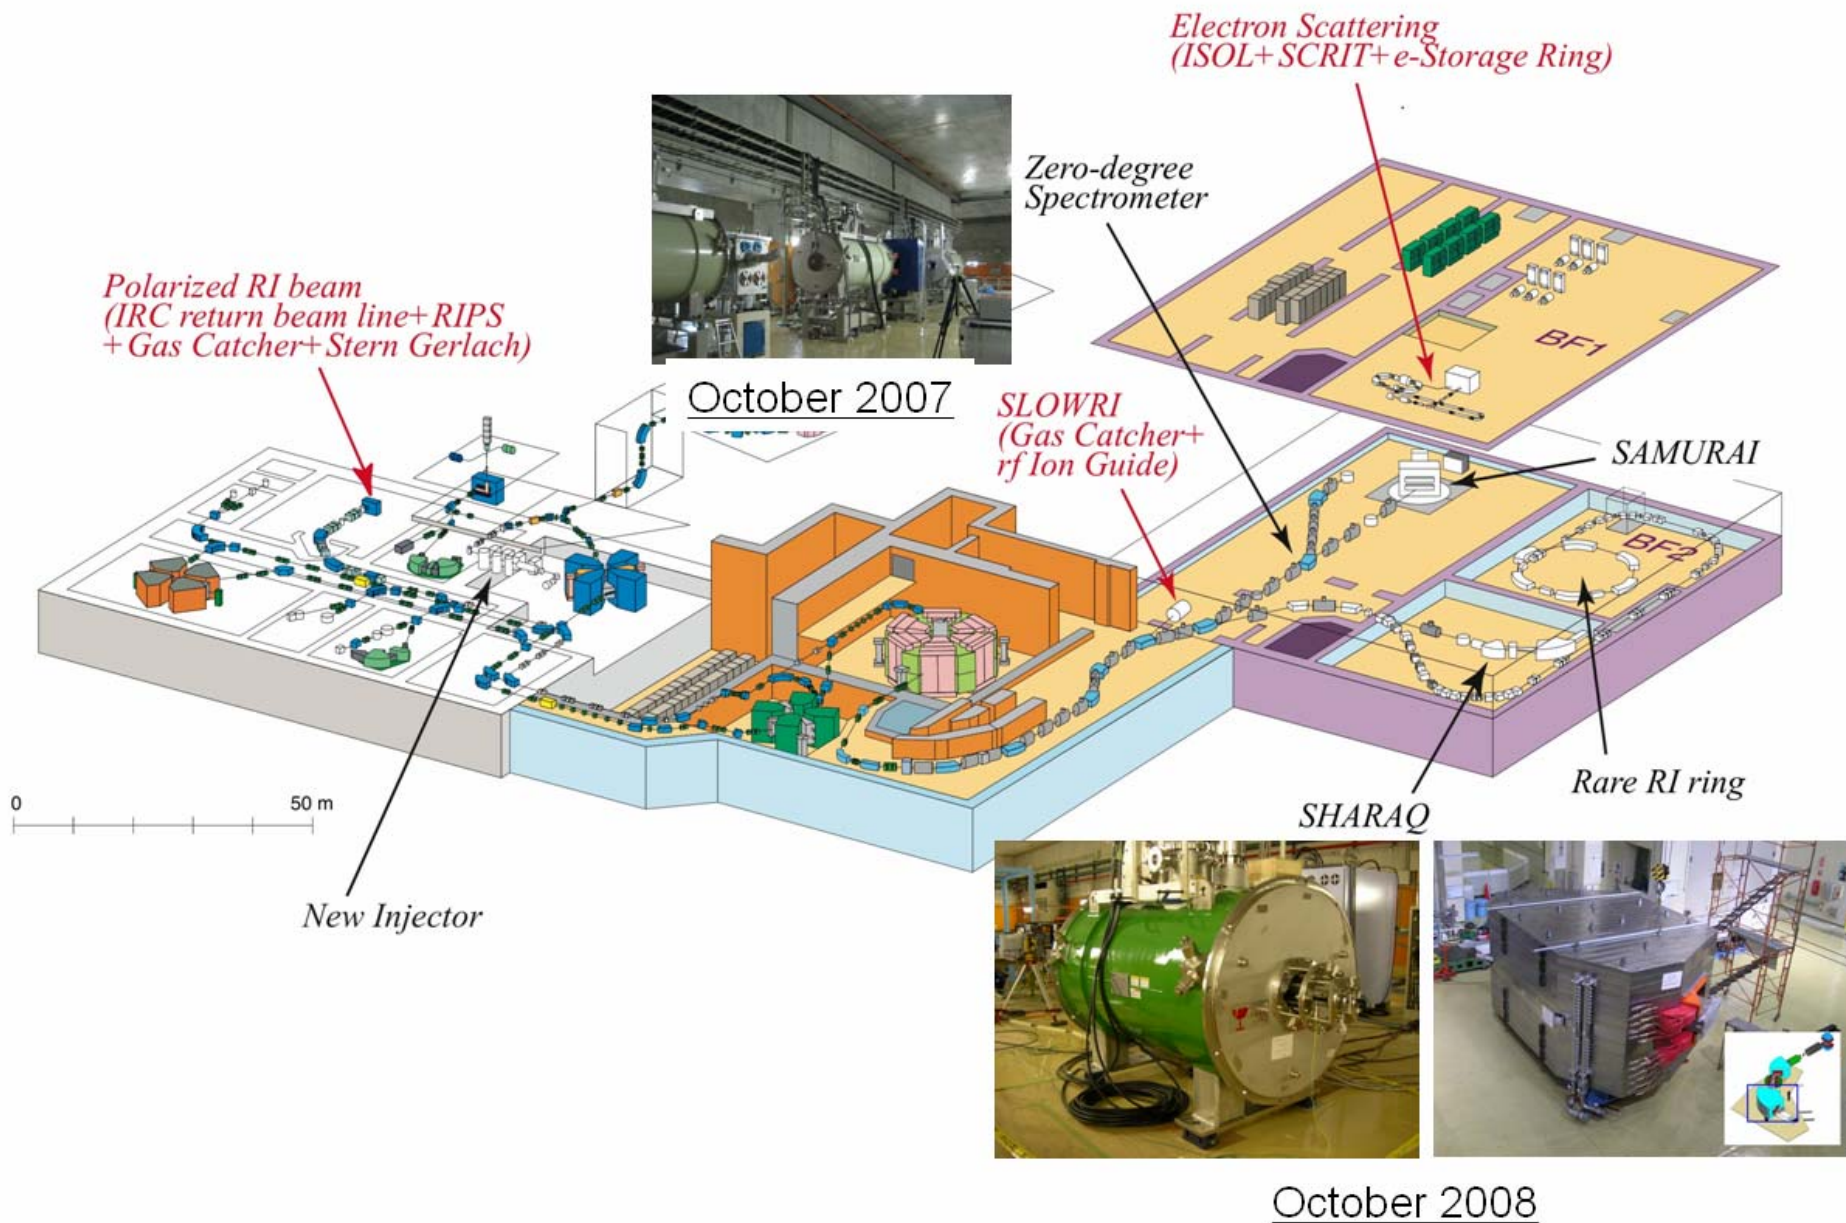 Electron Scattering
(ISOL+SCRIT+e-Storage Ring)
Zero-degree
Spectrometer
Polarized RI beam
(IRC return beam line+RIPS
+Gas Catcher+Stern Gerlach)
October 2007
SLOWRI
(Gas Catcher+
rf Ion Guide)
BF1
SAMURAI
BF2
0
50 m
Rare RI ring
SHARAQ
New Injector
October 2008